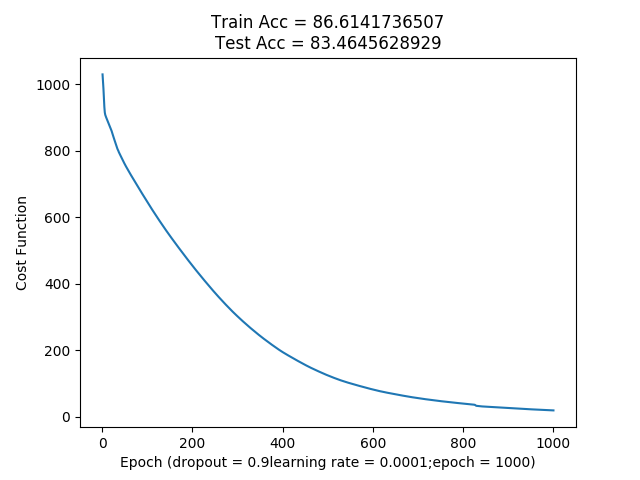 Train Acc = 86.6141736507
Test Acc = 83.4645628929
1000
800
600
400
200
0
Cost Function
0 200 400 600 800 1000
Epoch (dropout = 0.9learning rate = 0.0001;epoch = 1000)